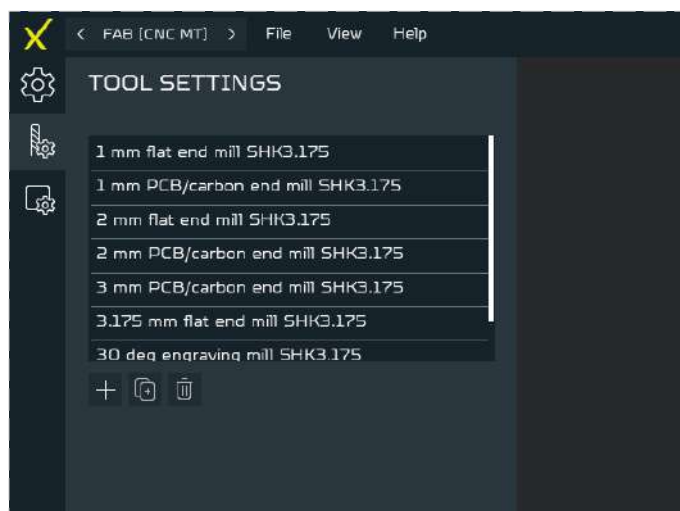 FAB [CNC MT] File View Help
TOOL SETTINGS
1 mm flat end mill SHK3.175
1 mm PCB/carbon end mill SHK3.175
2 mm flat end mill SHK3.175
2 mm PCB/carbon end mill SHK3.175
3 mm PCB/carbon end mill SHK3.175
3.175 mm flat end mill SHK3.175
30 deg engraving mill SHK3.175